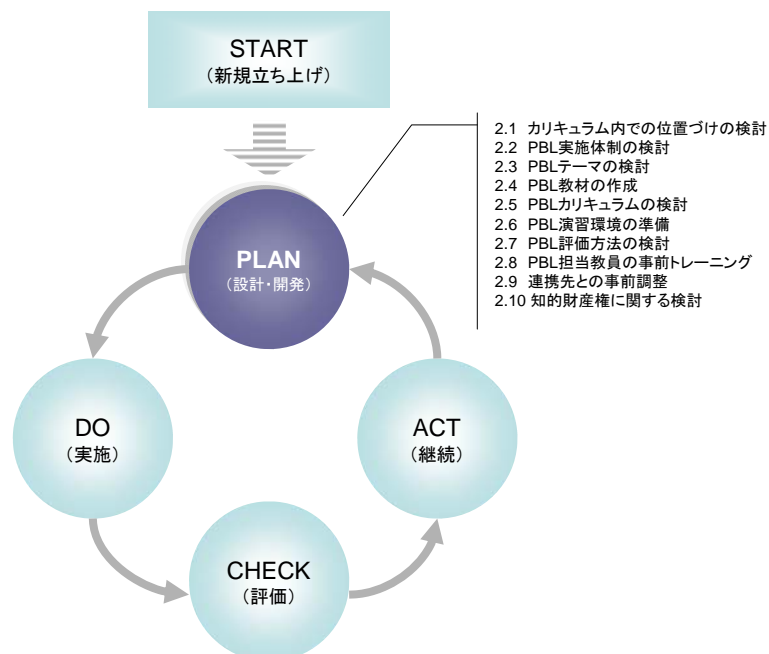 START
（新規立ち上げ）
2.1 カリキュラム内での位置づけの検討
2.2 PBL実施体制の検討
2.3 PBLテーマの検討
2.4 PBL教材の作成
2.5 PBLカリキュラムの検討
2.6 PBL演習環境の準備
2.7 PBL評価方法の検討
2.8 PBL担当教員の事前トレーニング
2.9 連携先との事前調整
2.10 知的財産権に関する検討
PLAN
（設計・開発）
DO
（実施）
ACT
（継続）
CHECK
（評価）